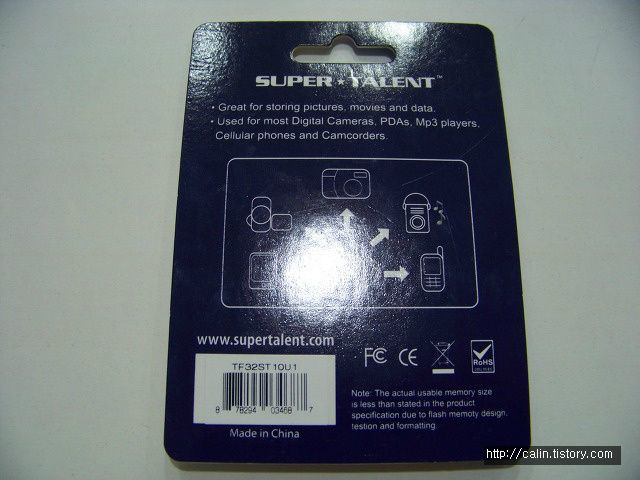 SUPER★TALENT™
• Great for storing pictures, movies and data.
• Used for most Digital Cameras, PDAs, Mp3 players,
Cellular phones and Camcorders.
www.supertalent.com
TF32ST10U1
8 78294 03468 7
Made in China
FC CE
RoHS
Note: The actual usable memory size
is less than stated in the product
specification due to flash memoty design,
testion and formatting.
http://calin.tistory.com